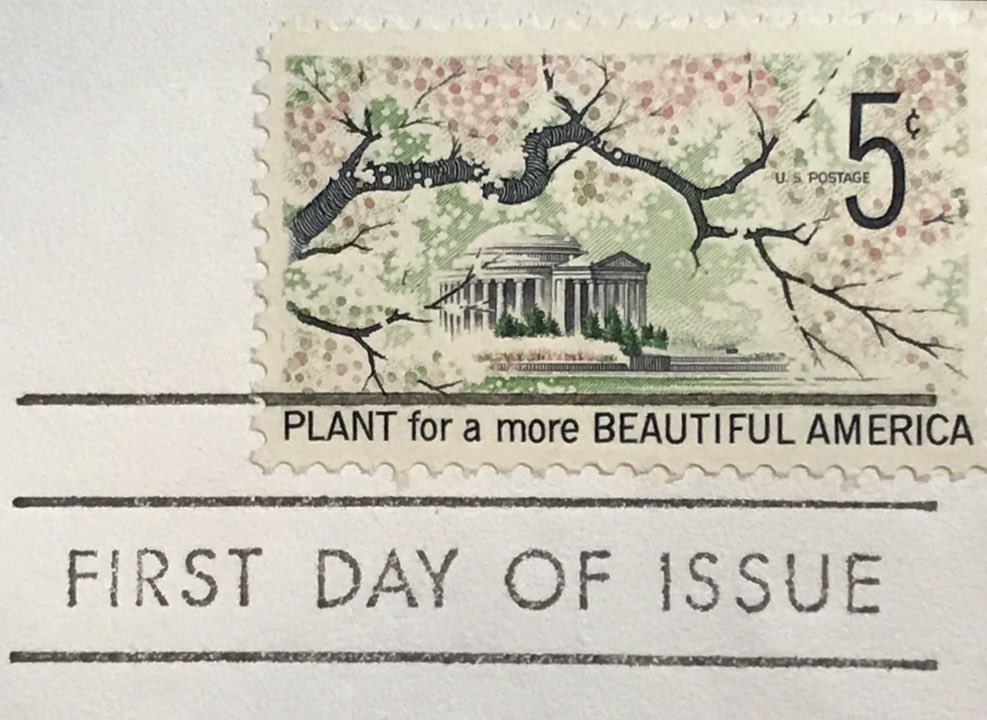 5¢
U. S. POSTAGE
PLANT for a more BEAUTIFUL AMERICA
FIRST DAY OF ISSUE